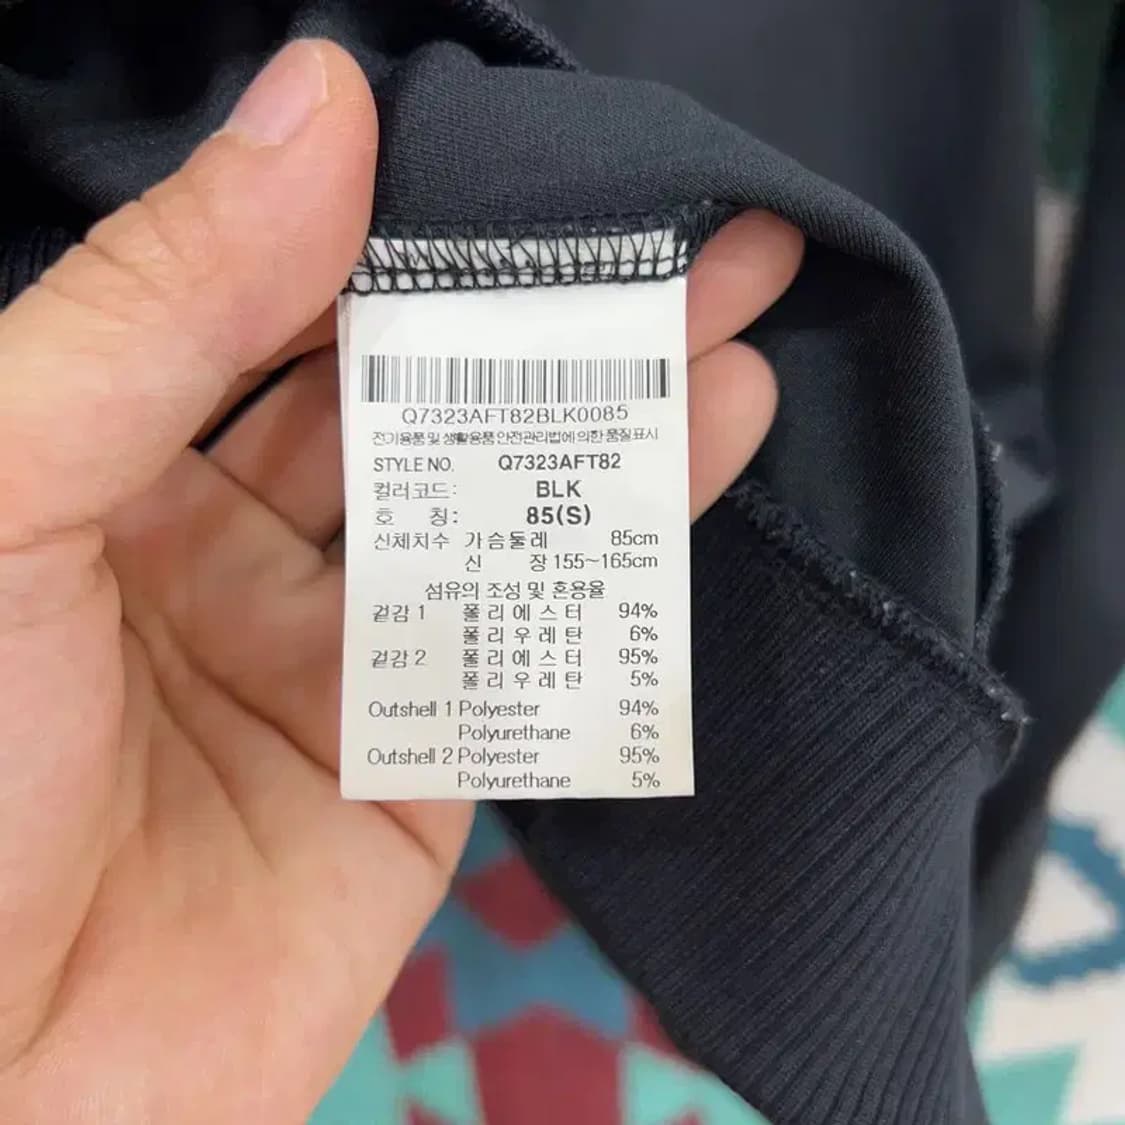 Q7323AFT82BLK0085
전기용품 및 생활용품 안전관리법에 의한 품질표시
STYLE NO. Q7323AFT82
컬러코드: BLK
호 칭: 85(S)
신체치수 가슴둘레 85cm
신 장 155~165cm
섬유의 조성 및 혼용율
겉감 1 폴리에스터 94%
폴리우레탄 6%
겉감 2 폴리에스터 95%
폴리우레탄 5%
Outshell 1 Polyester 94%
Polyurethane 6%
Outshell 2 Polyester 95%
Polyurethane 5%